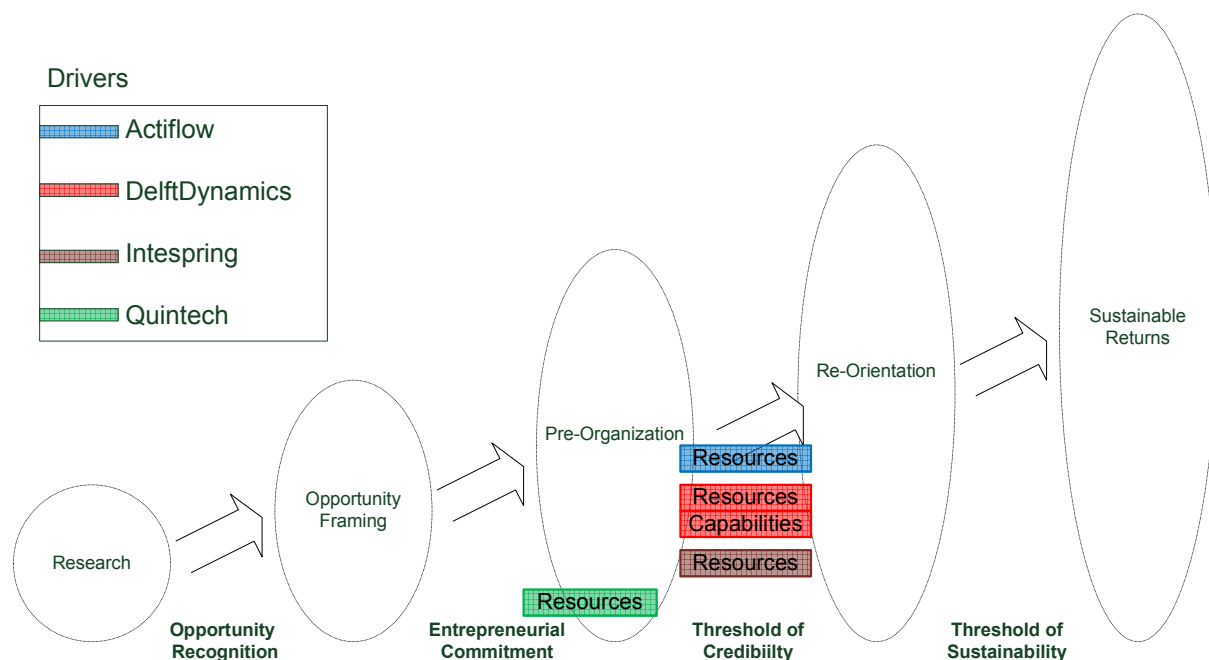 Drivers
Actiflow
DelftDynamics
Intespring
Quintech
Sustainable
Returns
Re-Orientation
Pre-Organization
Resources
Resources
Capabilities
Opportunity
Framing
Research
Resources
Resources
Opportunity
Recognition
Entrepreneurial
Commitment
Threshold of
Credibiilty
Threshold of
Sustainability